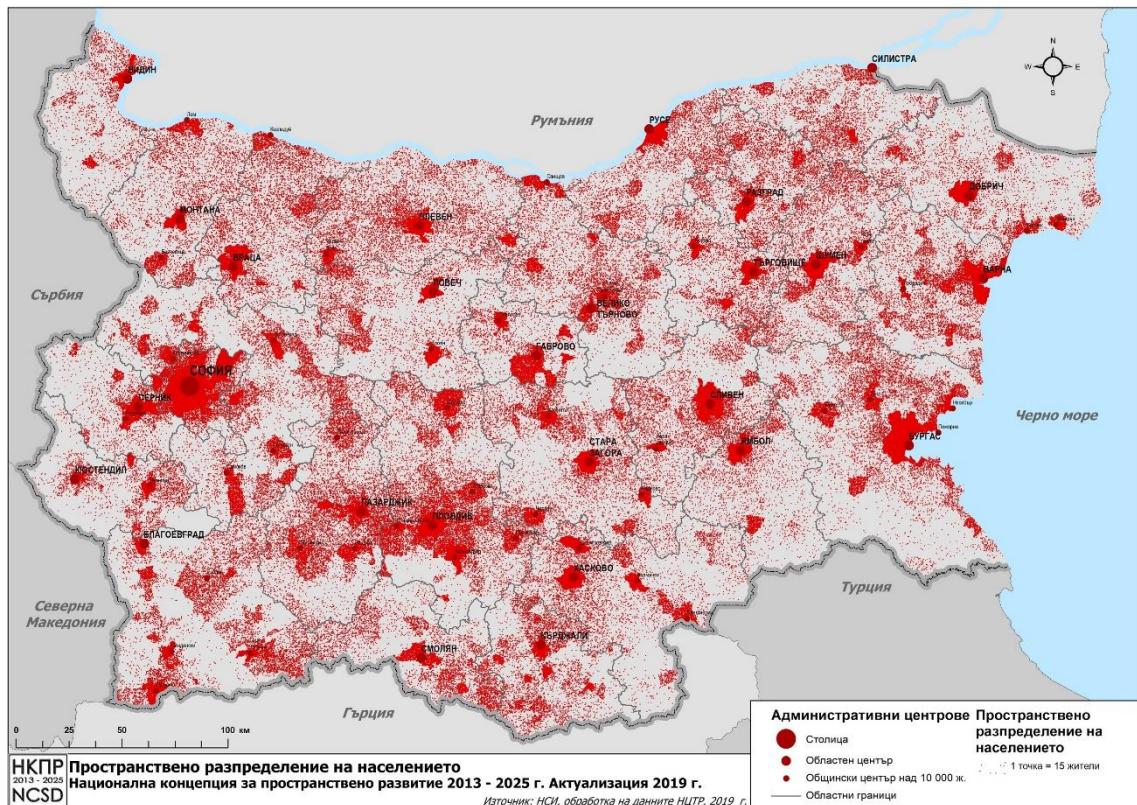 N
W E
S
СИЛИСТРА
ВИДИН
Румъния
РУСЕ
Лом
Козлодуй
Свищов
ДОБРИЧ
РАЗГРАД
МОНТАНА
ПЛЕВЕН
ВРАЦА
ТЪРГОВИЩЕ
ШУМЕН
ВАРНА
Сърбия
ЛОВЕЧ
ВЕЛИКО
ТЪРНОВО
ГАБРОВО
СОФИЯ
ПЕРНИК
СЛИВЕН
Черно море
БУРГАС
СТАРА
ЗАГОРА
ЯМБОЛ
КЮСТЕНДИЛ
ПАЗАРДЖИК
ПЛОВДИВ
БЛАГОЕВГРАД
ХАСКОВО
Турция
Северна
Македония
КЪРДЖАЛИ
СМОЛЯН
Гърция
0 25 50 100 км
Административни центрове
Столица
Областен център
Общински център над 10 000 ж.
Областни граници
Пространствено
разпределение на
населението
1 точка = 15 жители
НКПР
2013 - 2025
NCSD
Пространствено разпределение на населението
Национална концепция за пространствено развитие 2013 - 2025 г. Актуализация 2019 г.
Източник: НСИ, обработка на данните НЦТР, 2019 г.